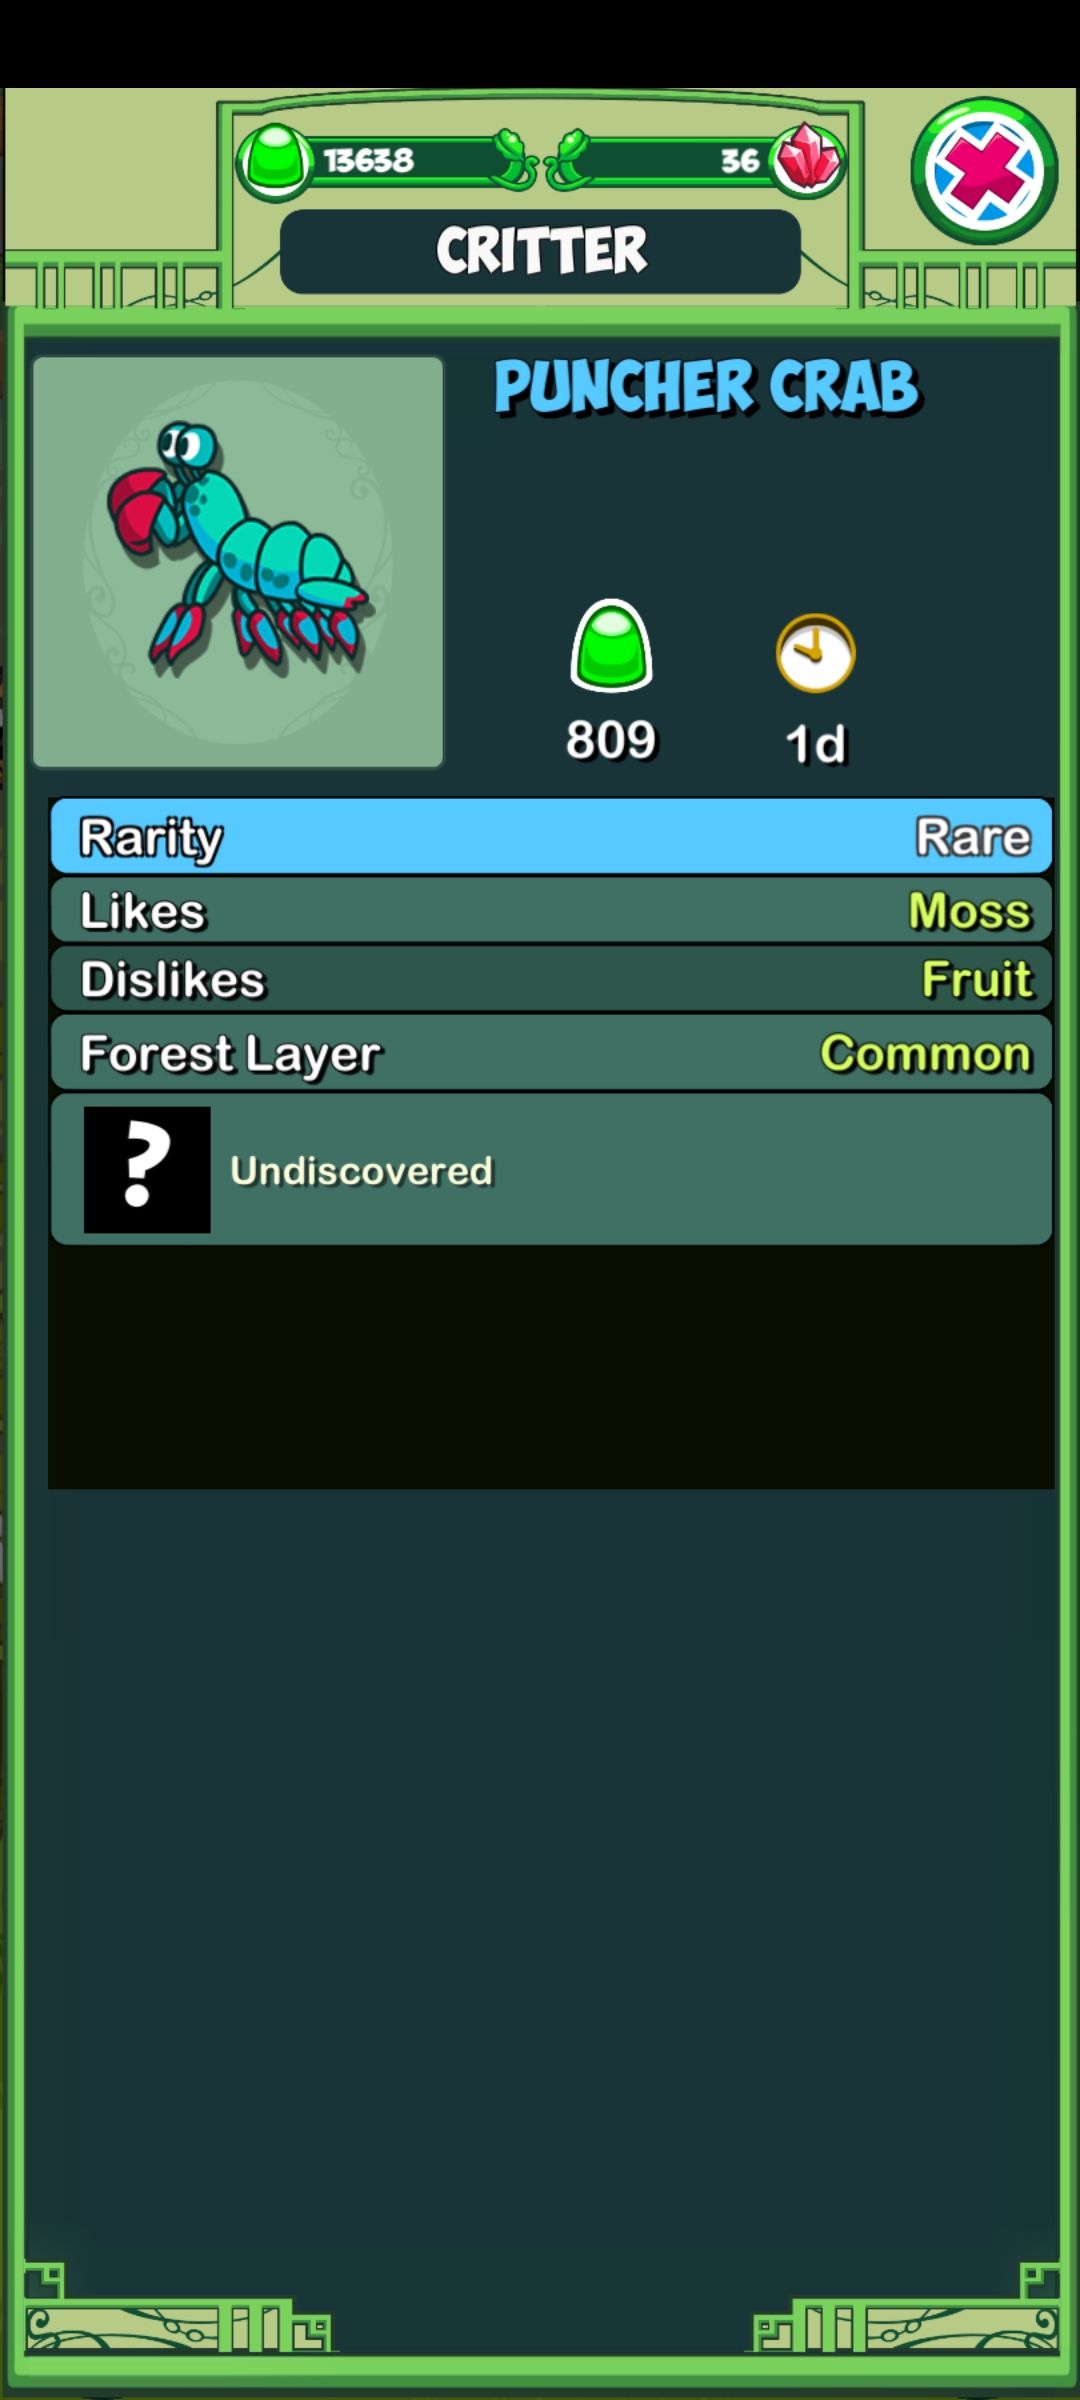 13638
36
CRITTER
PUNCHER CRAB
809
1d
Rarity Rare
Likes Moss
Dislikes Fruit
Forest Layer Common
? Undiscovered